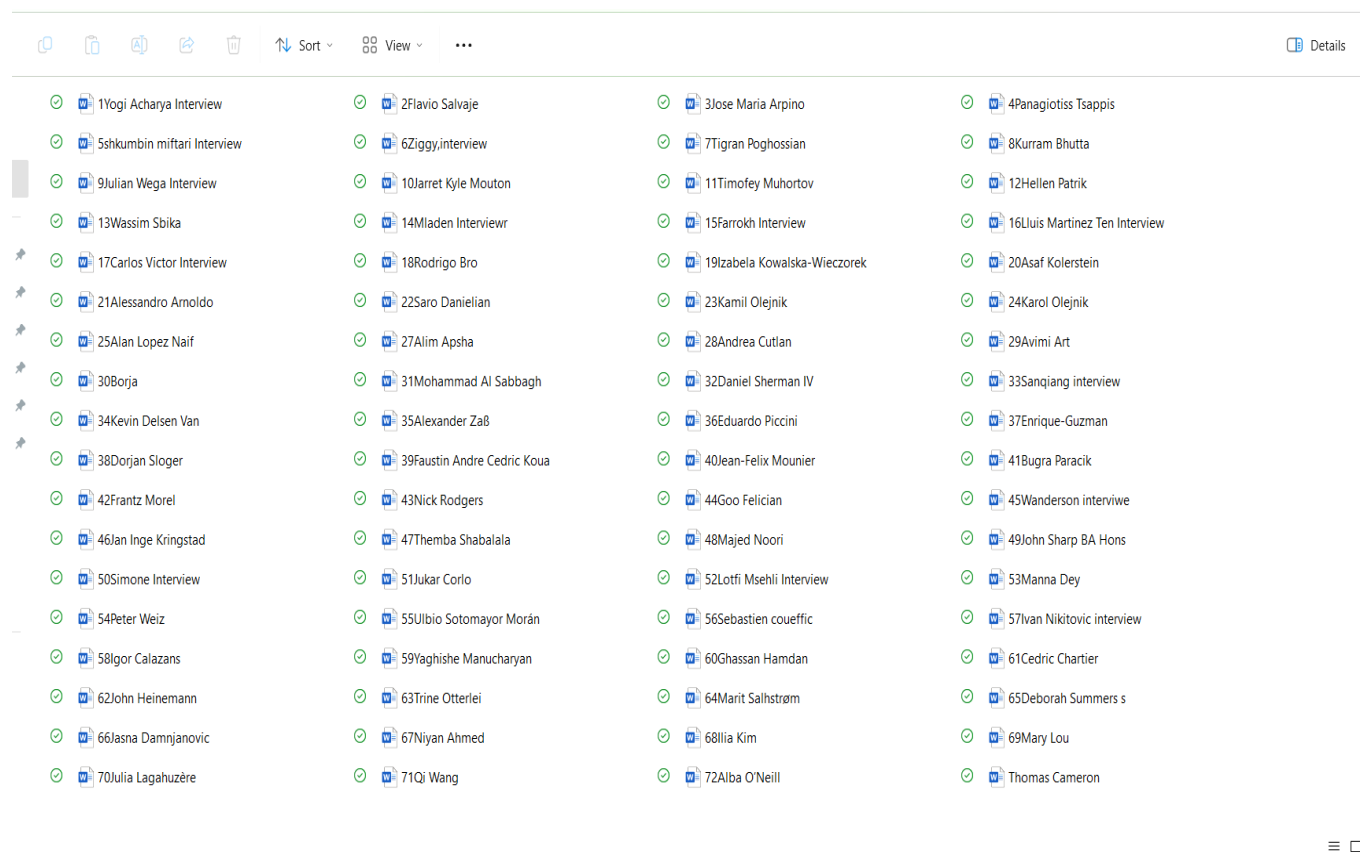 Sort View ••• Details
1Yogi Acharya Interview 2Flavio Salvaje 3Jose Maria Arpino 4Panagiotiss Tsappis
5shkumbin miftari Interview 6Ziggy,interview 7Tigran Poghossian 8Kurram Bhutta
9Julian Wega Interview 10Jarret Kyle Mouton 11Timofey Muhortov 12Hellen Patrik
13Wassim Sbika 14Mladen Interviewr 15Farrokh Interview 16Lluis Martinez Ten Interview
17Carlos Victor Interview 18Rodrigo Bro 19Izabela Kowalska-Wieczorek 20Asaf Kolerstein
21Alessandro Arnoldo 22Saro Danielian 23Kamil Olejnik 24Karol Olejnik
25Alan Lopez Naif 27Alim Apsha 28Andrea Cutlan 29Avimi Art
30Borja 31Mohammad Al Sabbagh 32Daniel Sherman IV 33Sanqiang interview
34Kevin Delsen Van 35Alexander Zaß 36Eduardo Piccini 37Enrique-Guzman
38Dorjan Sloger 39Faustin Andre Cedric Koua 40Jean-Felix Mounier 41Bugra Paracik
42Frantz Morel 43Nick Rodgers 44Goo Felician 45Wanderson interviwe
46Jan Inge Kringstad 47Themba Shabalala 48Majed Noori 49John Sharp BA Hons
50Simone Interview 51Jukar Corlo 52Lotfi Msehli Interview 53Manna Dey
54Peter Weiz 55Ulbio Sotomayor Morán 56Sebastien coueffic 57Ivan Nikitovic interview
58Igor Calazans 59Yaghishe Manucharyan 60Ghassan Hamdan 61Cedric Chartier
62John Heinemann 63Trine Otterlei 64Marit Salhstrøm 65Deborah Summers s
66Jasna Damnjanovic 67Niyan Ahmed 68Ilia Kim 69Mary Lou
70Julia Lagahuzère 71Qi Wang 72Alba O'Neill Thomas Cameron